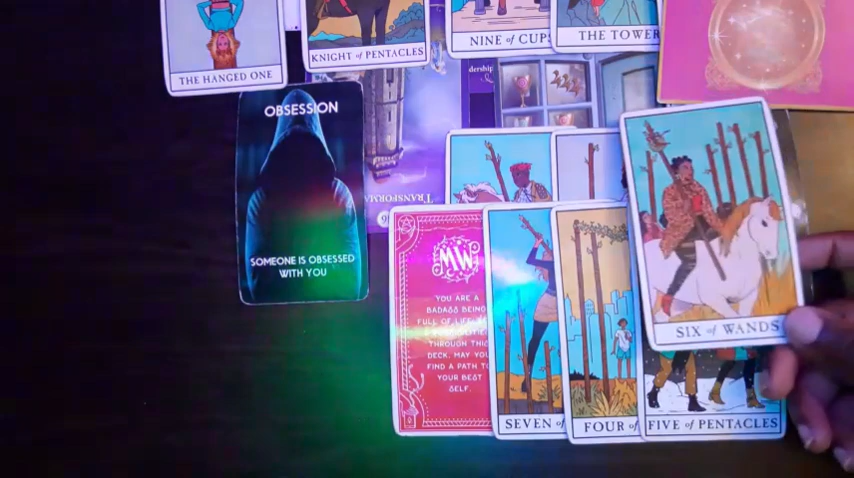 THE HANGED ONE
KNIGHT of PENTACLES
NINE of CUPS
THE TOWER
OBSESSION
SOMEONE IS OBSESSED
WITH YOU
MW
YOU ARE A
BADASS BEING
FULL OF LIFE,
THROUGH THIS
DECK. MAY YOU
FIND A PATH TO
YOUR BEST
SELF.
SEVEN of
FOUR of
FIVE of PENTACLES
SIX of WANDS